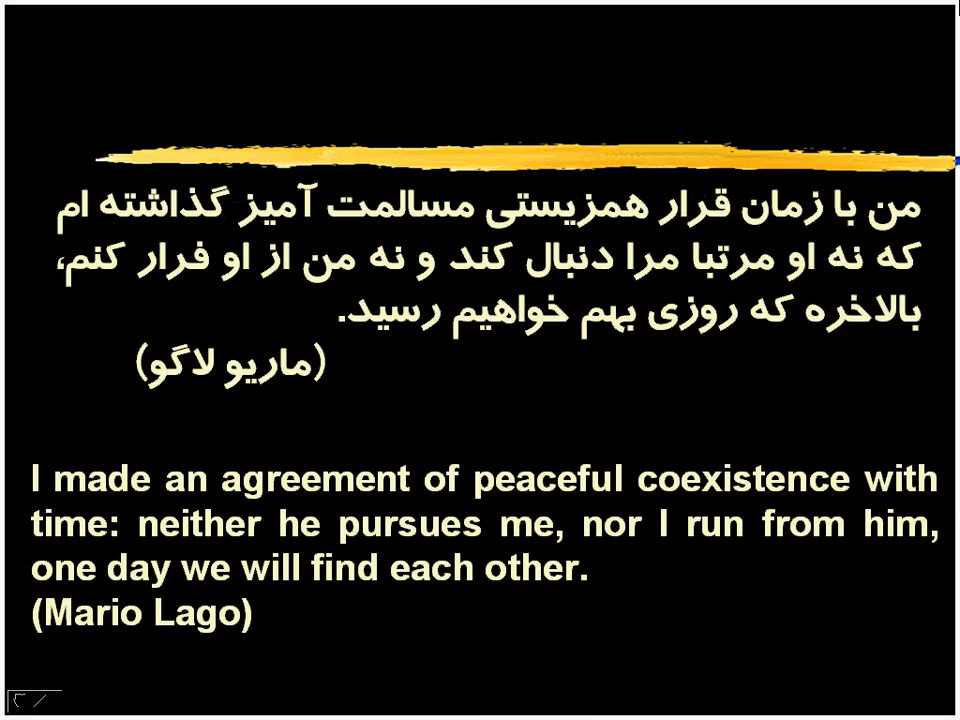 من با زمان قرار همزیستی مسالمت آمیز گذاشته ام
که نه او مرتبا مرا دنبال کند و نه من از او فرار کنم،
بالاخره که روزی بهم خواهیم رسید.
(ماریو لاگو)
I made an agreement of peaceful coexistence with
time: neither he pursues me, nor I run from him,
one day we will find each other.
(Mario Lago)